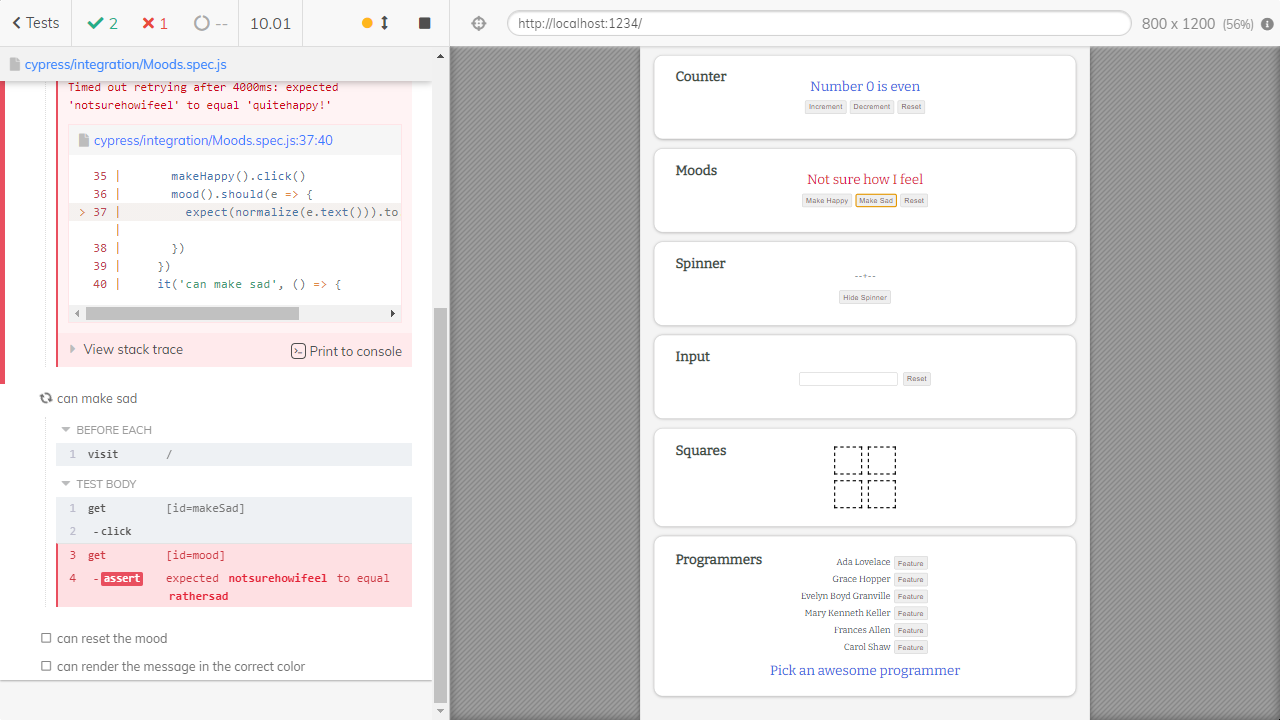 Tests
2
1
--
10.01
http://localhost:1234/
800 x 1200 (56%)
cypress/integration/Moods.spec.js
Timed out retrying after 4000ms: expected
'notsurehowifeel' to equal 'quitehappy!'
cypress/integration/Moods.spec.js:37:40
35 | makeHappy().click()
36 | mood().should(e => {
> 37 | expect(normalize(e.text())).to
|
38 | })
39 | })
40 | it('can make sad', () => {
View stack trace
Print to console
can make sad
BEFORE EACH
1 visit /
TEST BODY
1 get [id=makeSad]
2 -click
3 get [id=mood]
4 -assert expected notsurehowifeel to equal
rathersad
can reset the mood
can render the message in the correct color
Counter
Number 0 is even
Increment Decrement Reset
Moods
Not sure how I feel
Make Happy Make Sad Reset
Spinner
--+--
Hide Spinner
Input
Reset
Squares
Programmers
Ada Lovelace Feature
Grace Hopper Feature
Evelyn Boyd Granville Feature
Mary Kenneth Keller Feature
Frances Allen Feature
Carol Shaw Feature
Pick an awesome programmer